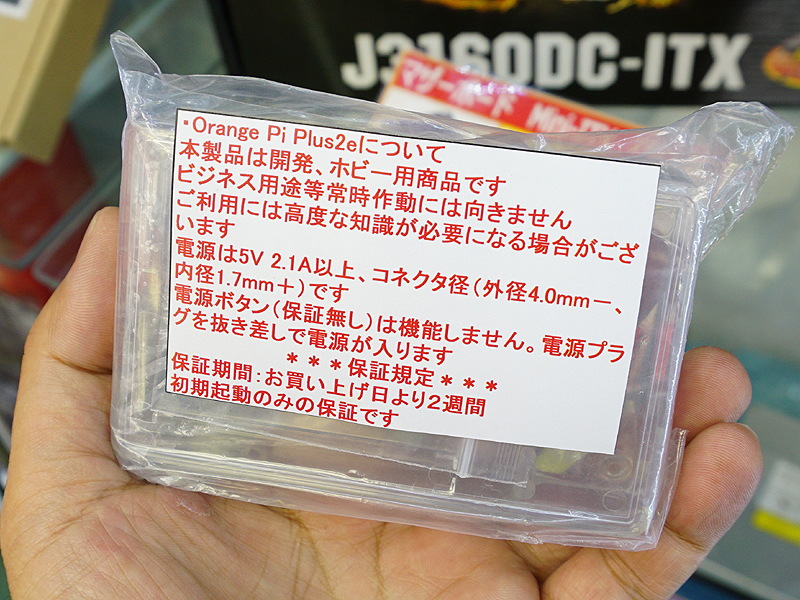 J3160DC-ITX
マザーボード
・Orange Pi Plus2eについて
本製品は開発、ホビー用商品です
ビジネス用途等常時作動には向きません
ご利用には高度な知識が必要になる場合がござ
います
電源は5V 2.1A以上、コネクタ径(外径4.0mmー、
内径1.7mm+)です
電源ボタン(保証無し)は機能しません。電源プラ
グを抜き差しで電源が入ります
***保証規定***
保証期間:お買い上げ日より2週間
初期起動のみの保証です